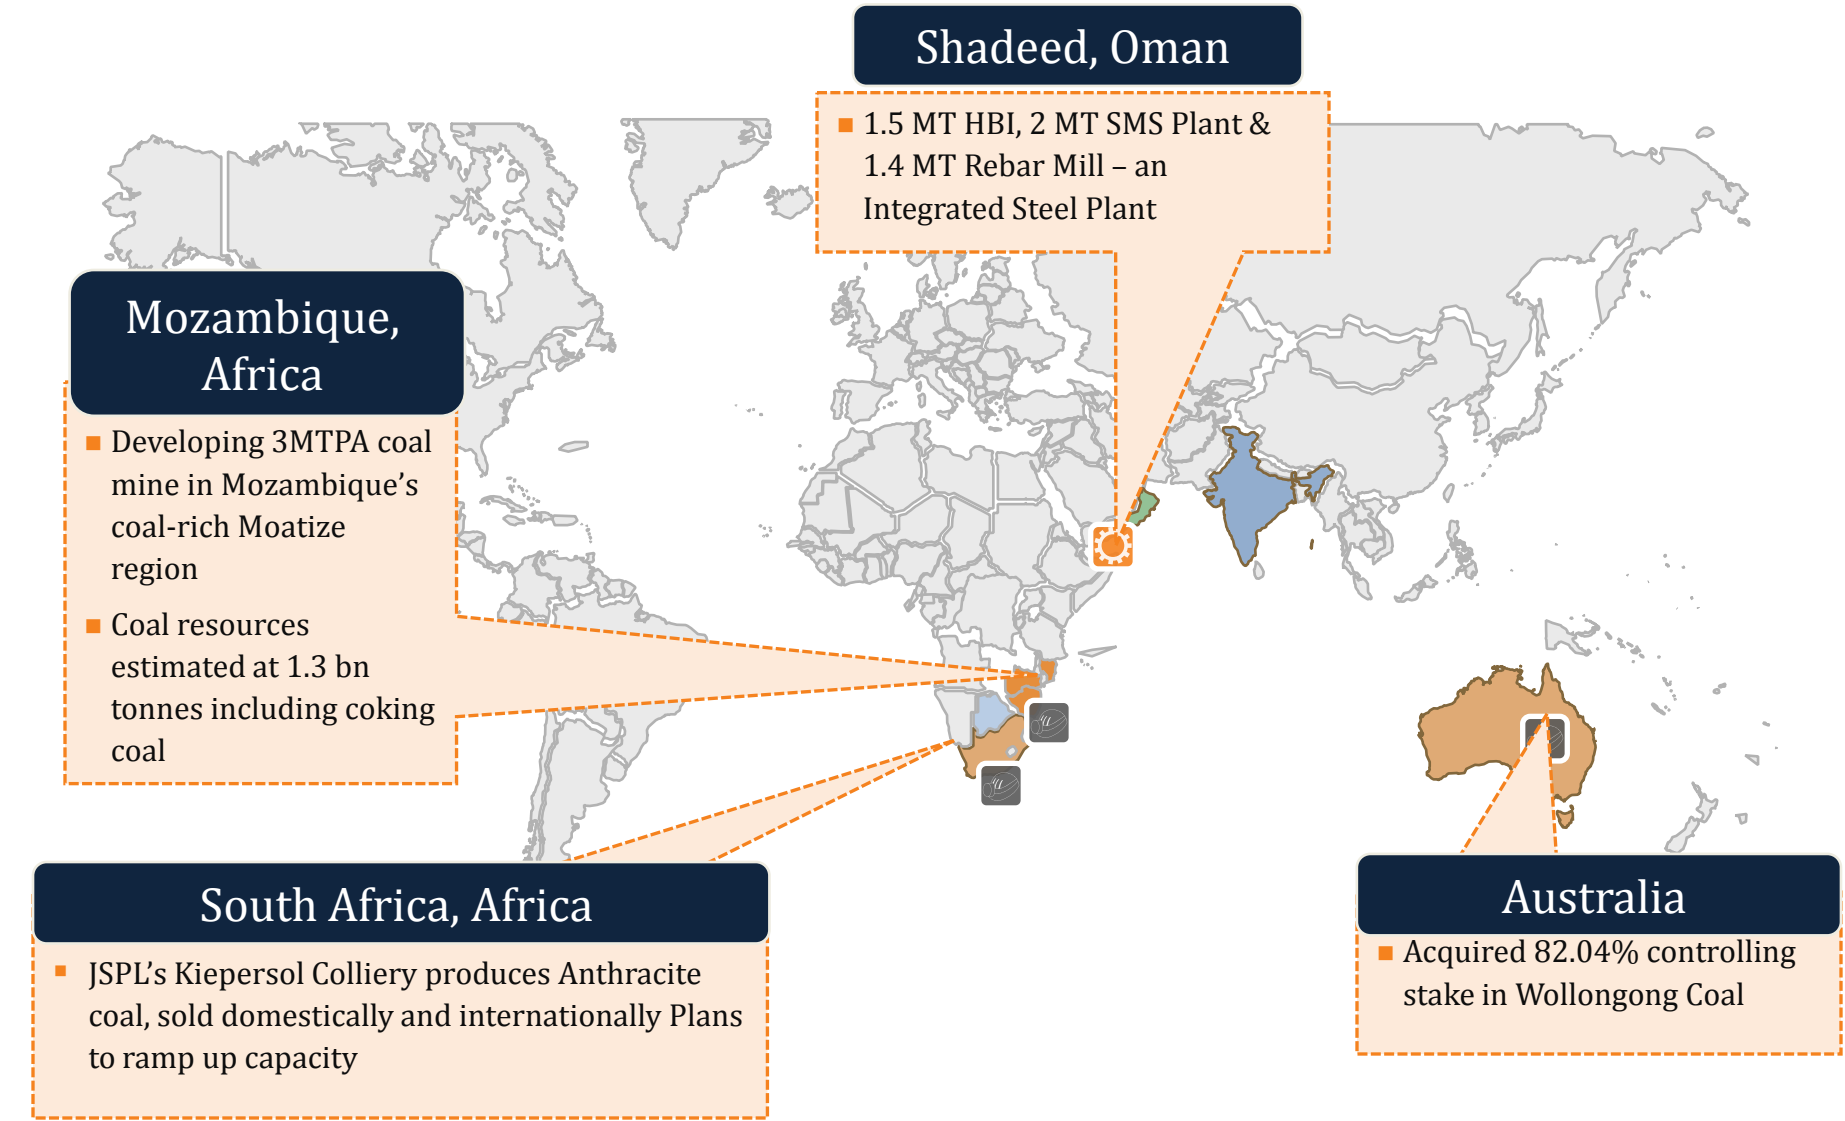 Shadeed, Oman
■ 1.5 MT HBI, 2 MT SMS Plant &
1.4 MT Rebar Mill – an
Integrated Steel Plant
Mozambique,
Africa
■ Developing 3MTPA coal
mine in Mozambique’s
coal-rich Moatize
region
■ Coal resources
estimated at 1.3 bn
tonnes including coking
coal
South Africa, Africa
■ JSPL’s Kiepersol Colliery produces Anthracite
coal, sold domestically and internationally Plans
to ramp up capacity
Australia
■ Acquired 82.04% controlling
stake in Wollongong Coal